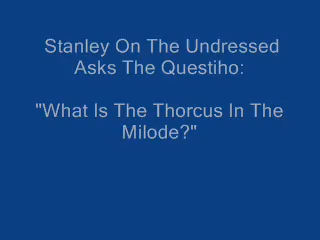 Stanley On The Undressed
Asks The Questiho:
"What Is The Thorcus In The
Milode?"